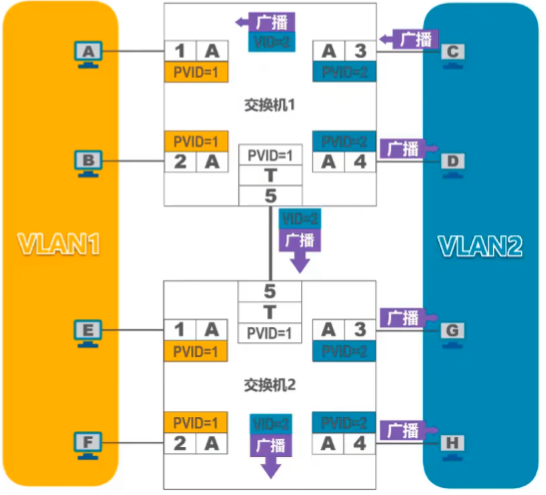 广播
VID=2
广播
A
1 A
A 3
C
PVID=1
PVID=2
交换机1
PVID=1
PVID=2
广播
B
2 A
PVID=1
A 4
D
T
5
VLAN1
VID=2
广播
VLAN2
5
T
PVID=1
广播
E
1 A
A 3
G
PVID=1
PVID=2
交换机2
PVID=1
VID=2
PVID=2
广播
F
2 A
广播
A 4
H